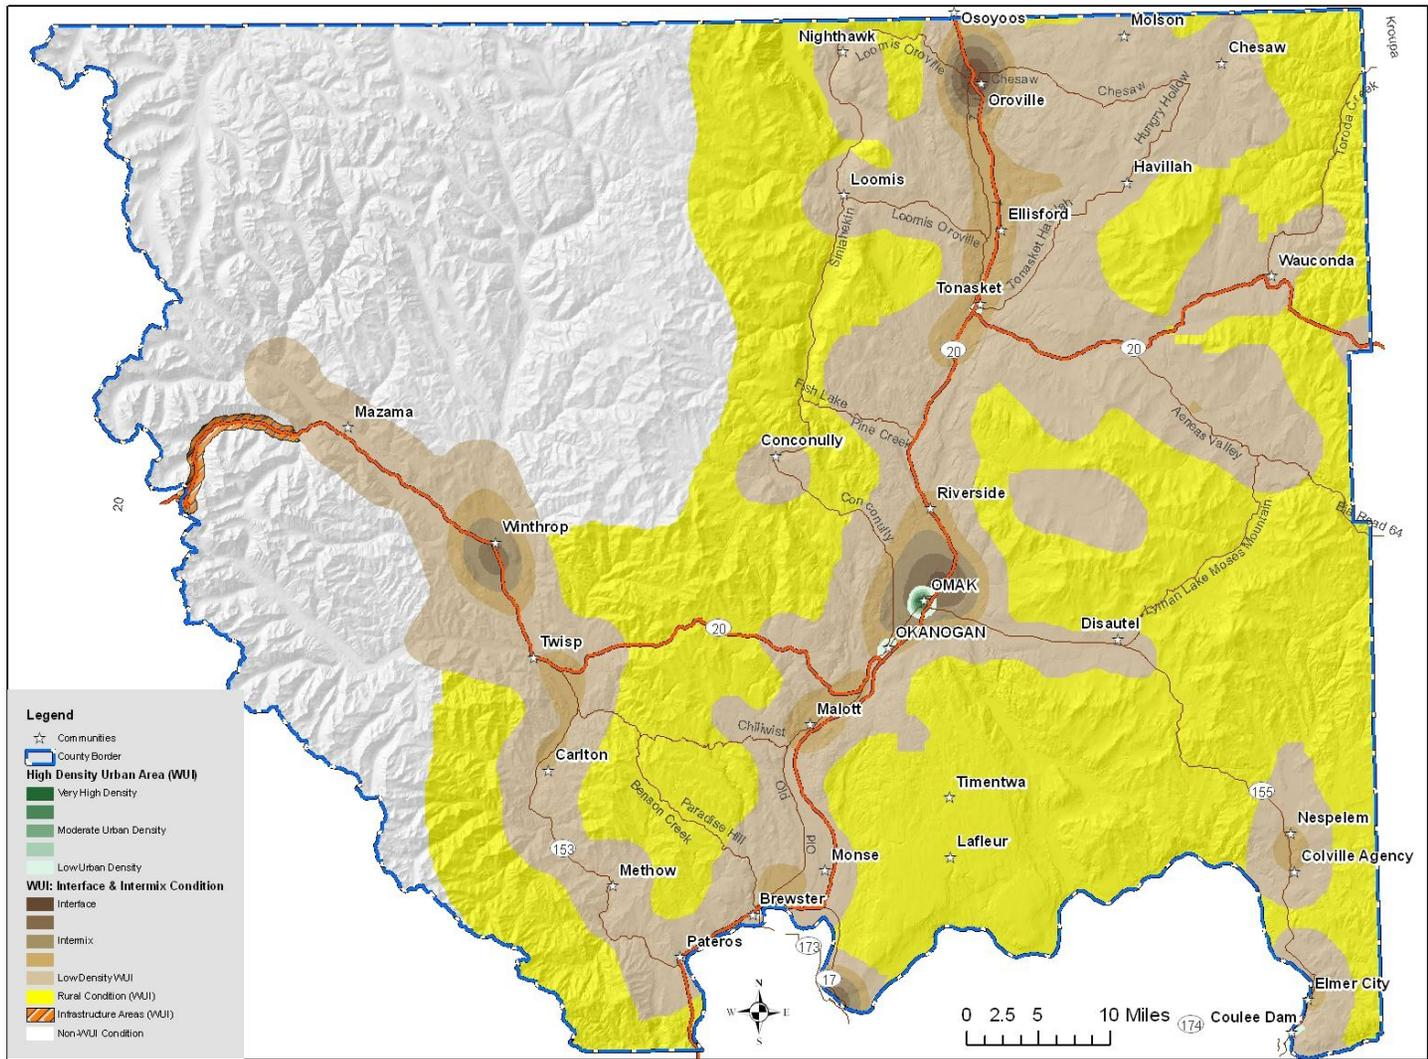 Osoyoos
Molson
Kroupa
Nighthawk
Loomis Oroville
Chesaw
Chesaw
Chesaw
Oroville
7
Hungry Hollow
Toroda Creek
Havillah
Loomis
Ellisford
Loomis Oroville
Sinlahekin
Tonasket Havillah
Wauconda
Tonasket
20
20
Fish Lake
Mazama
Pine Creek
Aeneas Valley
Conconully
Riverside
Conconully
20
Winthrop
Bia Road 64
Lyman Lake Moses Mountain
OMAK
Disautel
20
OKANOGAN
Twisp
Malott
Chiliwist
Carlton
Old
Timentwa
155
Benson Creek
Paradise Hill
Nespelem
Old
Lafleur
153
Monse
Colville Agency
Methow
Brewster
Pateros
173
17
Elmer City
Coulee Dam
174
Legend
Communities
County Border
High Density Urban Area (WUI)
Very High Density
Moderate Urban Density
Low Urban Density
WUI: Interface & Intermix Condition
Interface
Intermix
Low Density WUI
Rural Condition (WUI)
Infrastructure Areas (WUI)
Non-WUI Condition
N
W E
S
0 2.5 5 10 Miles